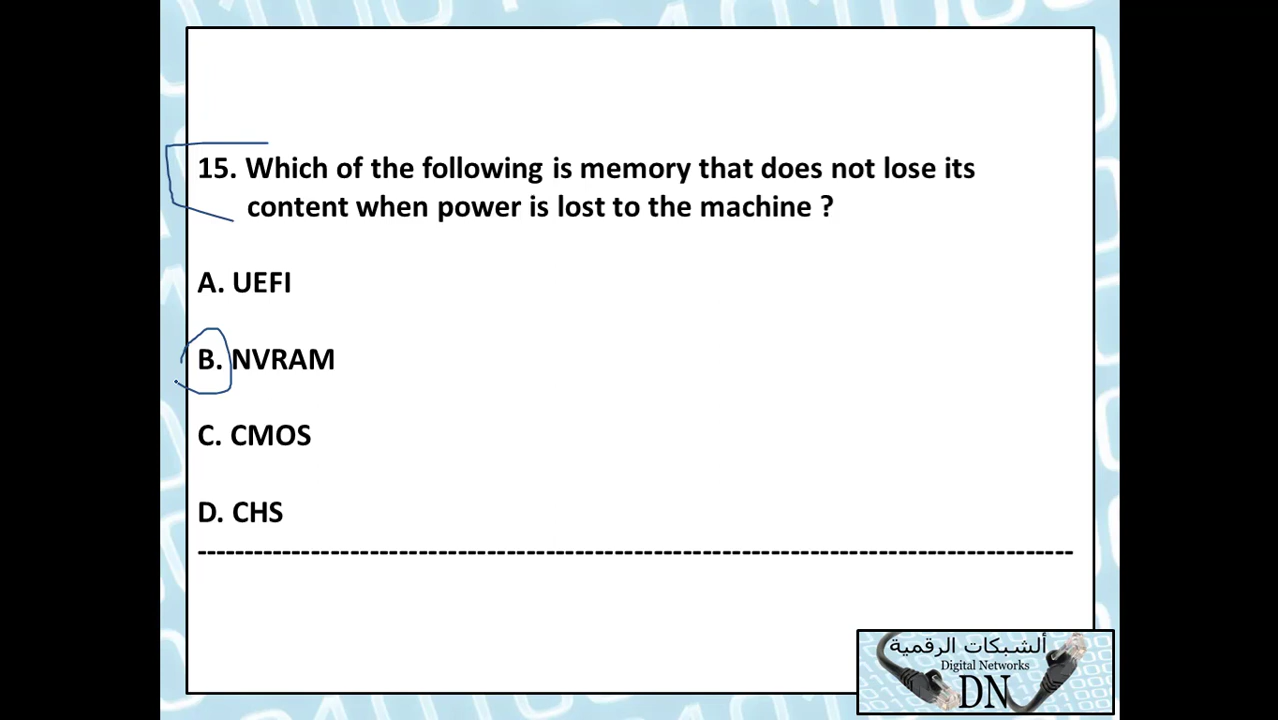 15. Which of the following is memory that does not lose its
content when power is lost to the machine ?
A. UEFI
B. NVRAM
C. CMOS
D. CHS
ألشبكات الرقمية
Digital Networks
DN